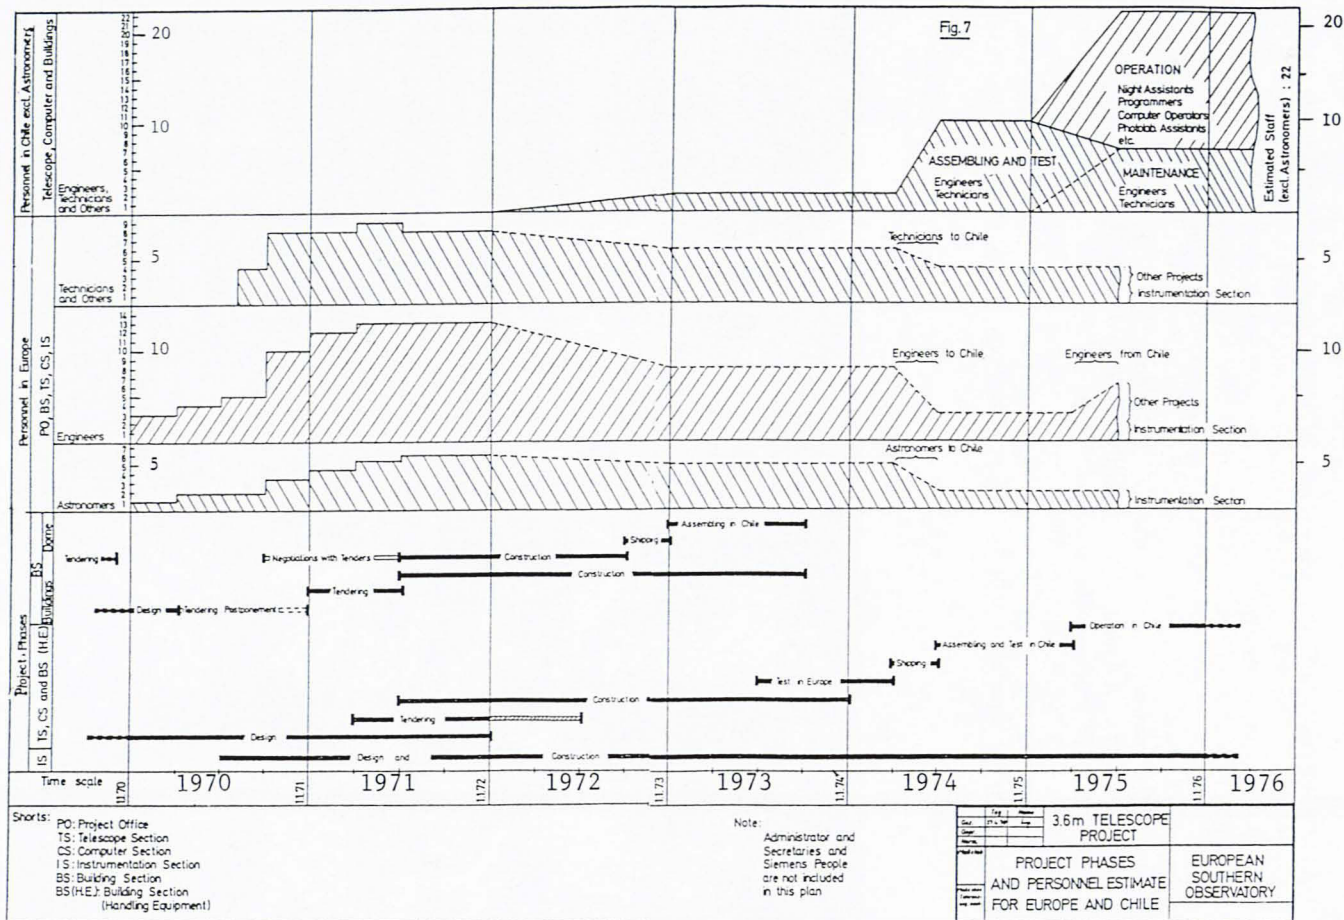 Fig.7
Personnel in Chile excl. Astronomers
Telescope, Computer and Buildings
Engineers,
Technicians
and Others
20
10
20
10
OPERATION
Night Assistants
Programmers
Computer Operators
Photolab. Assistants
etc.
ASSEMBLING AND TEST
Engineers
Technicians
MAINTENANCE
Engineers
Technicians
Estimated Staff
(excl. Astronomers) : 22
Personnel in Europe
PO, BS, TS, CS, IS
Technicians
and Others
5
Technicians to Chile
5
Other Projects
Instrumentation Section
Engineers
10
Engineers to Chile
Engineers from Chile
10
Other Projects
Instrumentation Section
Astronomers
5
Astronomers to Chile
5
Instrumentation Section
Project-Phases
BS
Dome
Buildings
TS, CS and BS (H.E.)
IS
Assembling in Chile
Shipping
Tendering
Negotiations with Tenders
Construction
Construction
Tendering
Design
Tendering Postponement
Operation in Chile
Assembling and Test in Chile
Shipping
Test in Europe
Construction
Tendering
Design
Design and Construction
Time scale
1.1.70
1970
1.1.71
1971
1.1.72
1972
1.1.73
1973
1.1.74
1974
1.1.75
1975
1.1.76
1976
Shorts:
PO: Project Office
TS: Telescope Section
CS: Computer Section
IS: Instrumentation Section
BS: Building Section
BS(H.E.): Building Section
(Handling Equipment)
Note:
Administrator and
Secretaries and
Siemens People
are not included
in this plan
3.6m TELESCOPE
PROJECT
PROJECT PHASES
AND PERSONNEL ESTIMATE
FOR EUROPE AND CHILE
EUROPEAN
SOUTHERN
OBSERVATORY